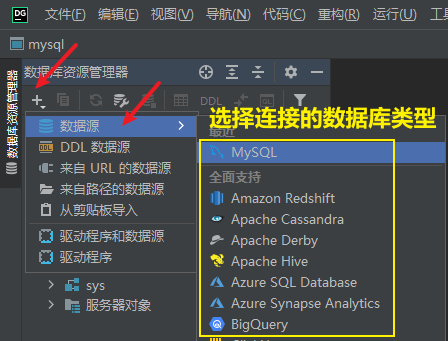 DG 文件(F) 编辑(E) 视图(V) 导航(N) 代码(C) 重构(R) 运行(U)
mysql
数据库资源管理器
数据库资源管理器
DDL
选择连接的数据库类型
数据源
最近
DDL 数据源
MySQL
来自 URL 的数据源
全面支持
来自路径的数据源
Amazon Redshift
从剪贴板导入
Apache Cassandra
驱动程序和数据源
Apache Derby
驱动程序
Apache Hive
sys
Azure SQL Database
服务器对象
Azure Synapse Analytics
BigQuery